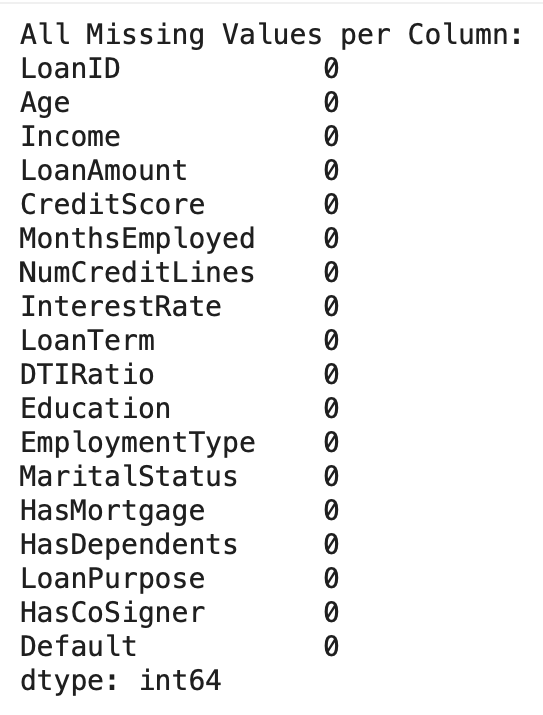 All Missing Values per Column:
LoanID 0
Age 0
Income 0
LoanAmount 0
CreditScore 0
MonthsEmployed 0
NumCreditLines 0
InterestRate 0
LoanTerm 0
DTIRatio 0
Education 0
EmploymentType 0
MaritalStatus 0
HasMortgage 0
HasDependents 0
LoanPurpose 0
HasCoSigner 0
Default 0
dtype: int64